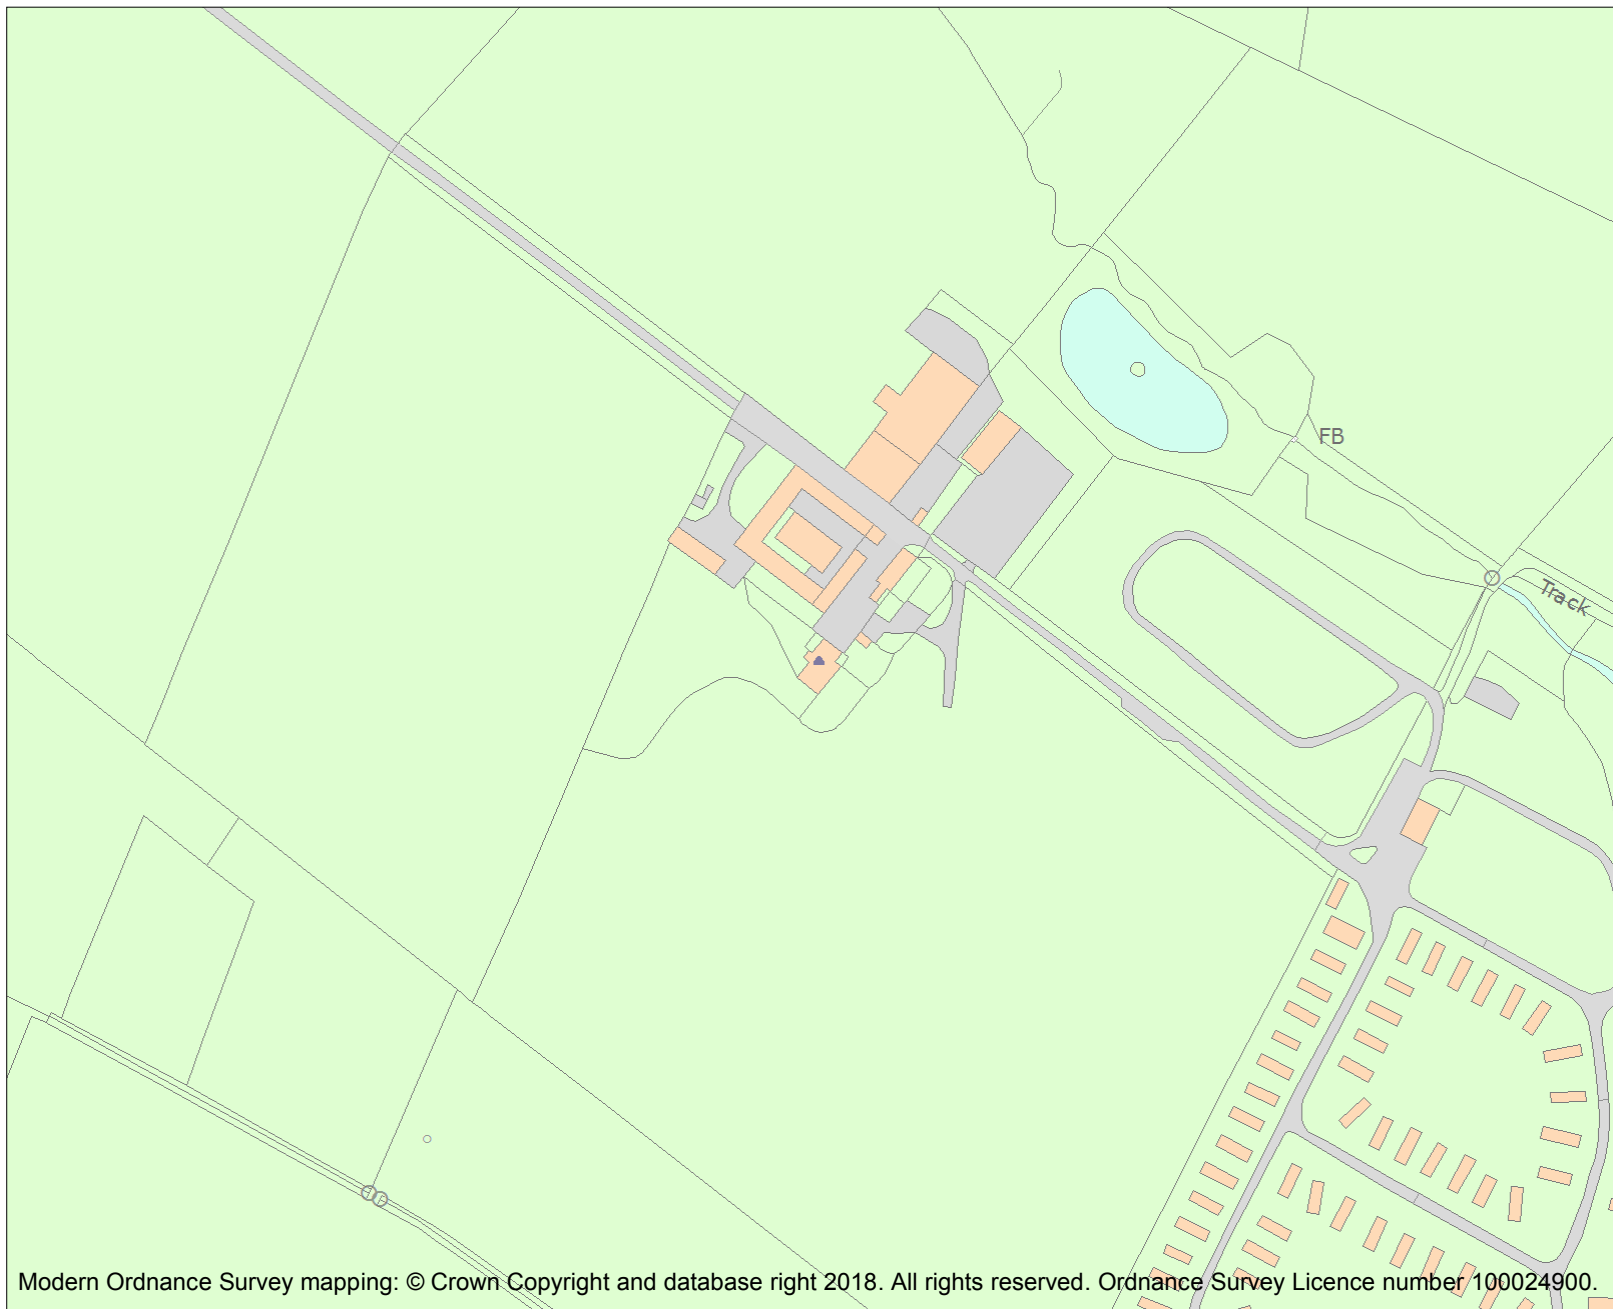 FB
Track
Modern Ordnance Survey mapping: © Crown Copyright and database right 2018. All rights reserved. Ordnance Survey Licence number 100024900.